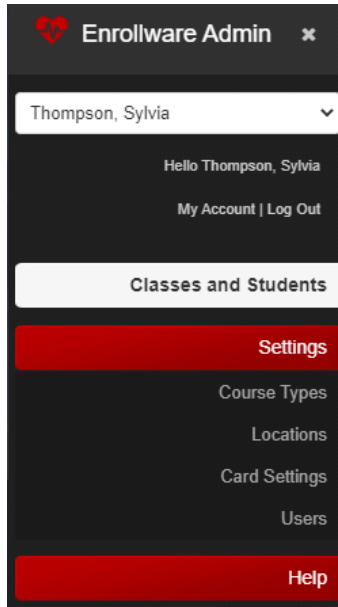 Enrollware Admin ×
Thompson, Sylvia
Hello Thompson, Sylvia
My Account | Log Out
Classes and Students
Settings
Course Types
Locations
Card Settings
Users
Help